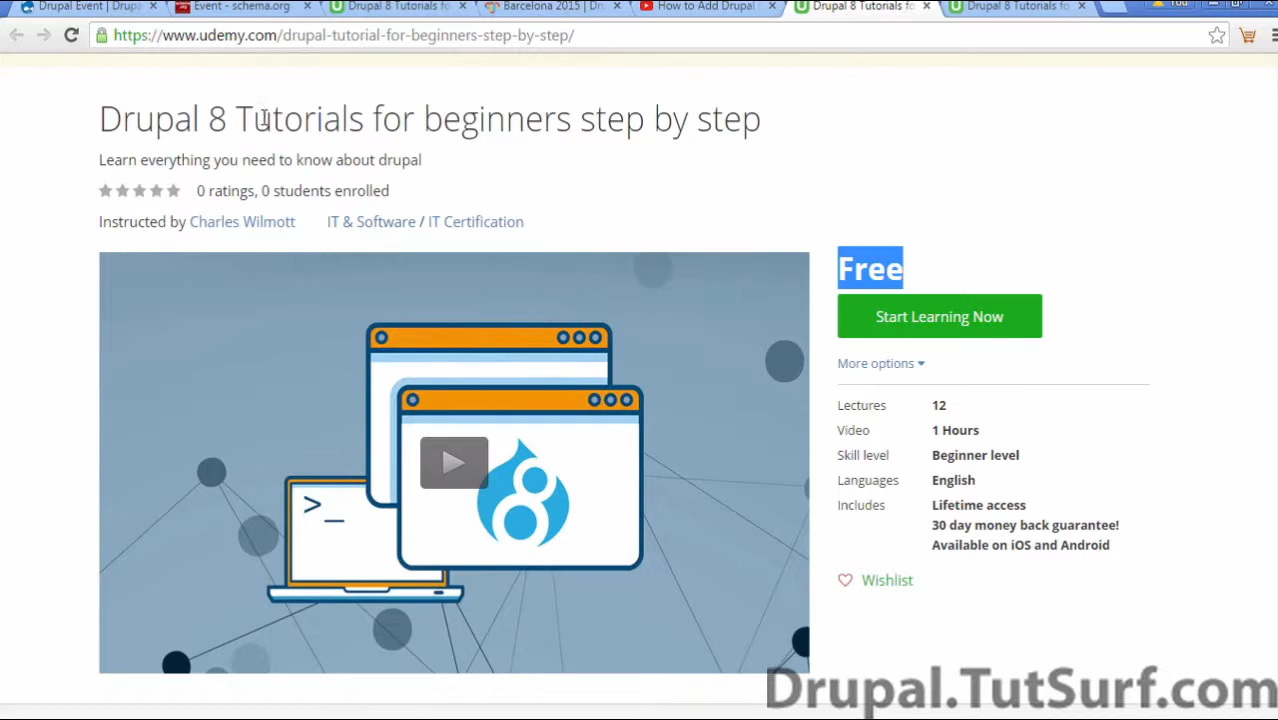 Drupal Event | Drupa
Event - schema.org
Drupal 8 Tutorials fo
Barcelona 2015 | Dru
How to Add Drupal
Drupal 8 Tutorials fo
Drupal 8 Tutorials fo
You
https://www.udemy.com/drupal-tutorial-for-beginners-step-by-step/
Drupal 8 Tutorials for beginners step by step
Learn everything you need to know about drupal
0 ratings, 0 students enrolled
Instructed by Charles Wilmott IT & Software / IT Certification
Free
Start Learning Now
More options
Lectures 12
Video 1 Hours
Skill level Beginner level
Languages English
Includes Lifetime access
30 day money back guarantee!
Available on iOS and Android
Wishlist
>_
Drupal.TutSurf.com